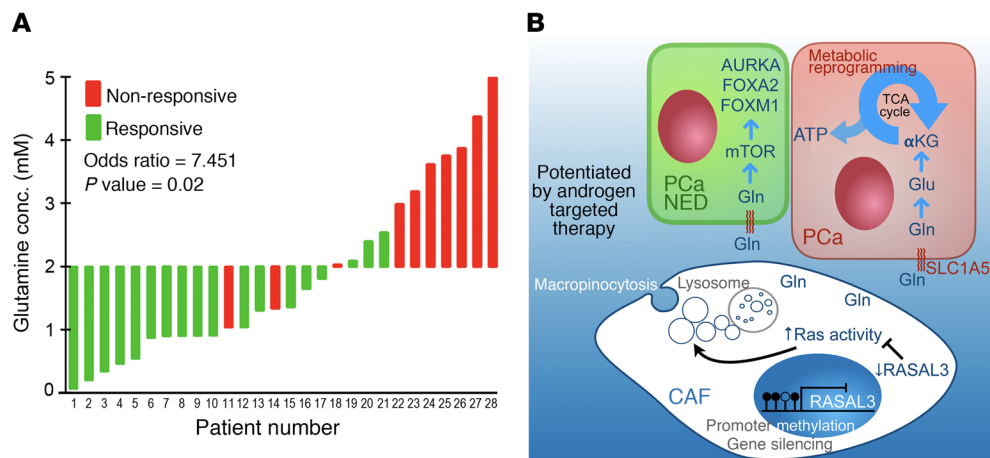 A
Glutamine conc. (mM)
5
4
3
2
1
0
Non-responsive
Responsive
Odds ratio = 7.451
P value = 0.02
1 2 3 4 5 6 7 8 9 10 11 12 13 14 15 16 17 18 19 20 21 22 23 24 25 26 27 28
Patient number
B
Potentiated
by androgen
targeted
therapy
AURKA
FOXA2
FOXM1
mTOR
PCa
NED
Gln
Gln
Metabolic
reprogramming
TCA
cycle
ATP
αKG
Glu
Gln
PCa
SLC1A5
Gln
Macropinocytosis
Lysosome
Gln
Gln
↑Ras activity
↓RASAL3
CAF
RASAL3
Promoter methylation
Gene silencing